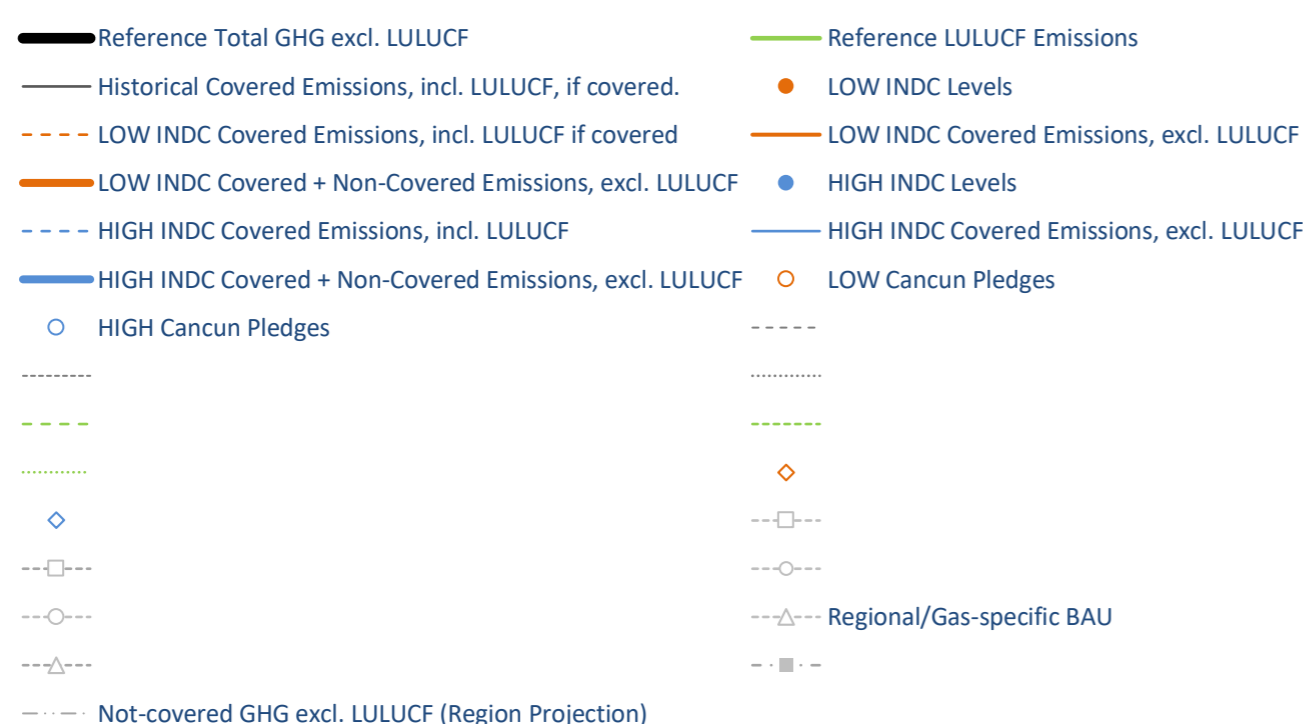 Reference Total GHG excl. LULUCF
Reference LULUCF Emissions
Historical Covered Emissions, incl. LULUCF, if covered.
LOW INDC Levels
LOW INDC Covered Emissions, incl. LULUCF if covered
LOW INDC Covered Emissions, excl. LULUCF
LOW INDC Covered + Non-Covered Emissions, excl. LULUCF
HIGH INDC Levels
HIGH INDC Covered Emissions, incl. LULUCF
HIGH INDC Covered Emissions, excl. LULUCF
HIGH INDC Covered + Non-Covered Emissions, excl. LULUCF
LOW Cancun Pledges
HIGH Cancun Pledges
Regional/Gas-specific BAU
Not-covered GHG excl. LULUCF (Region Projection)